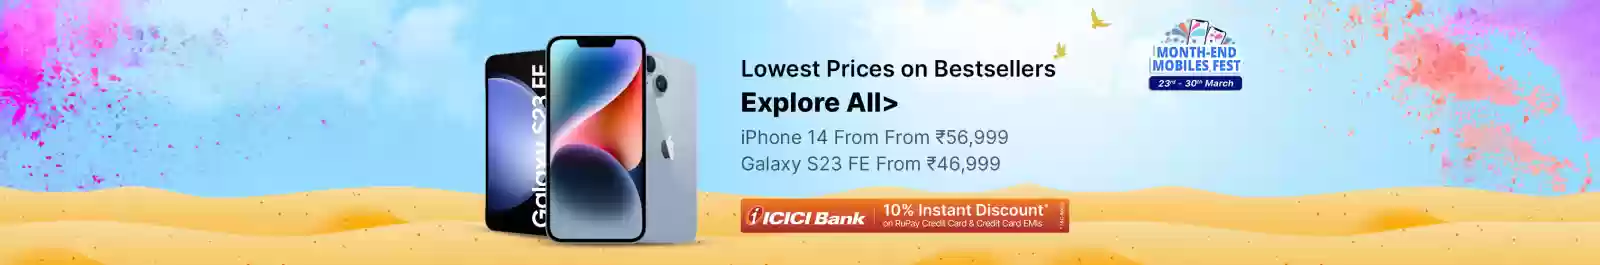 Galaxy S23 FE
Lowest Prices on Bestsellers
Explore All>
iPhone 14 From From ₹56,999
Galaxy S23 FE From ₹46,999
ICICI Bank
10% Instant Discount*
on RuPay Credit Card & Credit Card EMIs
MONTH-END
MOBILES FEST
23rd - 30th March